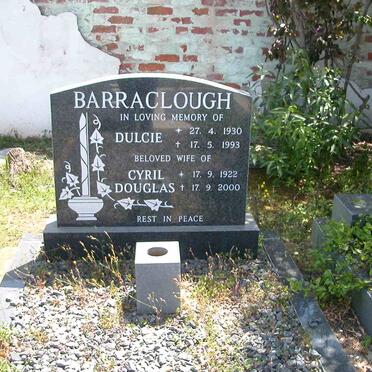 BARRACLOUGH
IN LOVING MEMORY OF
DULCIE ∗ 27. 4. 1930
† 17. 5. 1993
BELOVED WIFE OF
CYRIL ∗ 17. 9. 1922
DOUGLAS † 17. 9. 2000
REST IN PEACE